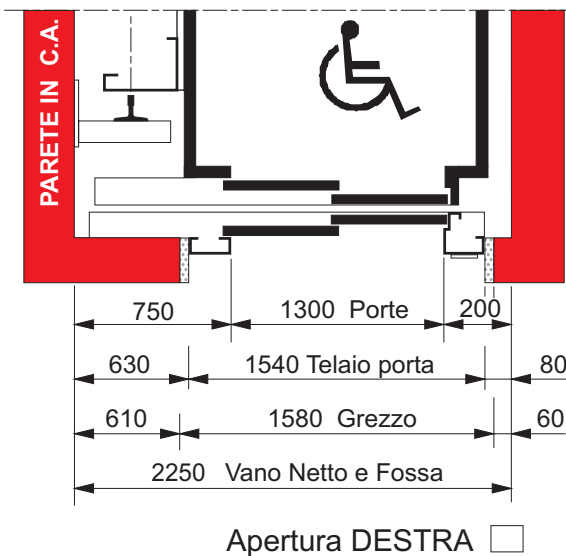 PARETE IN C.A.
750 1300 Porte 200
630 1540 Telaio porta 80
610 1580 Grezzo 60
2250 Vano Netto e Fossa
Apertura DESTRA